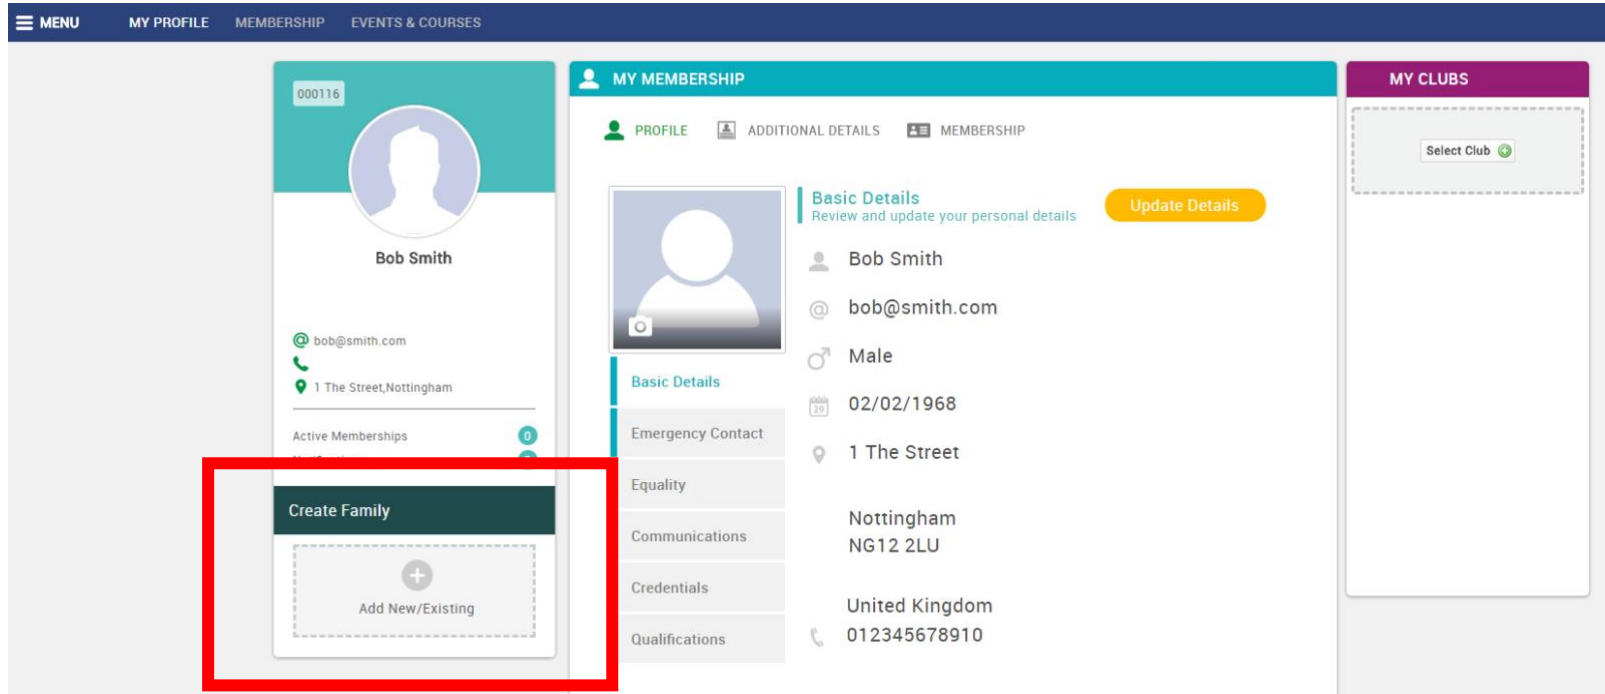 MENU MY PROFILE MEMBERSHIP EVENTS & COURSES
000116
Bob Smith
bob@smith.com
1 The Street,Nottingham
Active Memberships 0
Create Family
Add New/Existing
MY MEMBERSHIP
PROFILE ADDITIONAL DETAILS MEMBERSHIP
Basic Details
Review and update your personal details
Update Details
Basic Details
Emergency Contact
Equality
Communications
Credentials
Qualifications
Bob Smith
bob@smith.com
Male
29
02/02/1968
1 The Street
Nottingham
NG12 2LU
United Kingdom
012345678910
MY CLUBS
Select Club